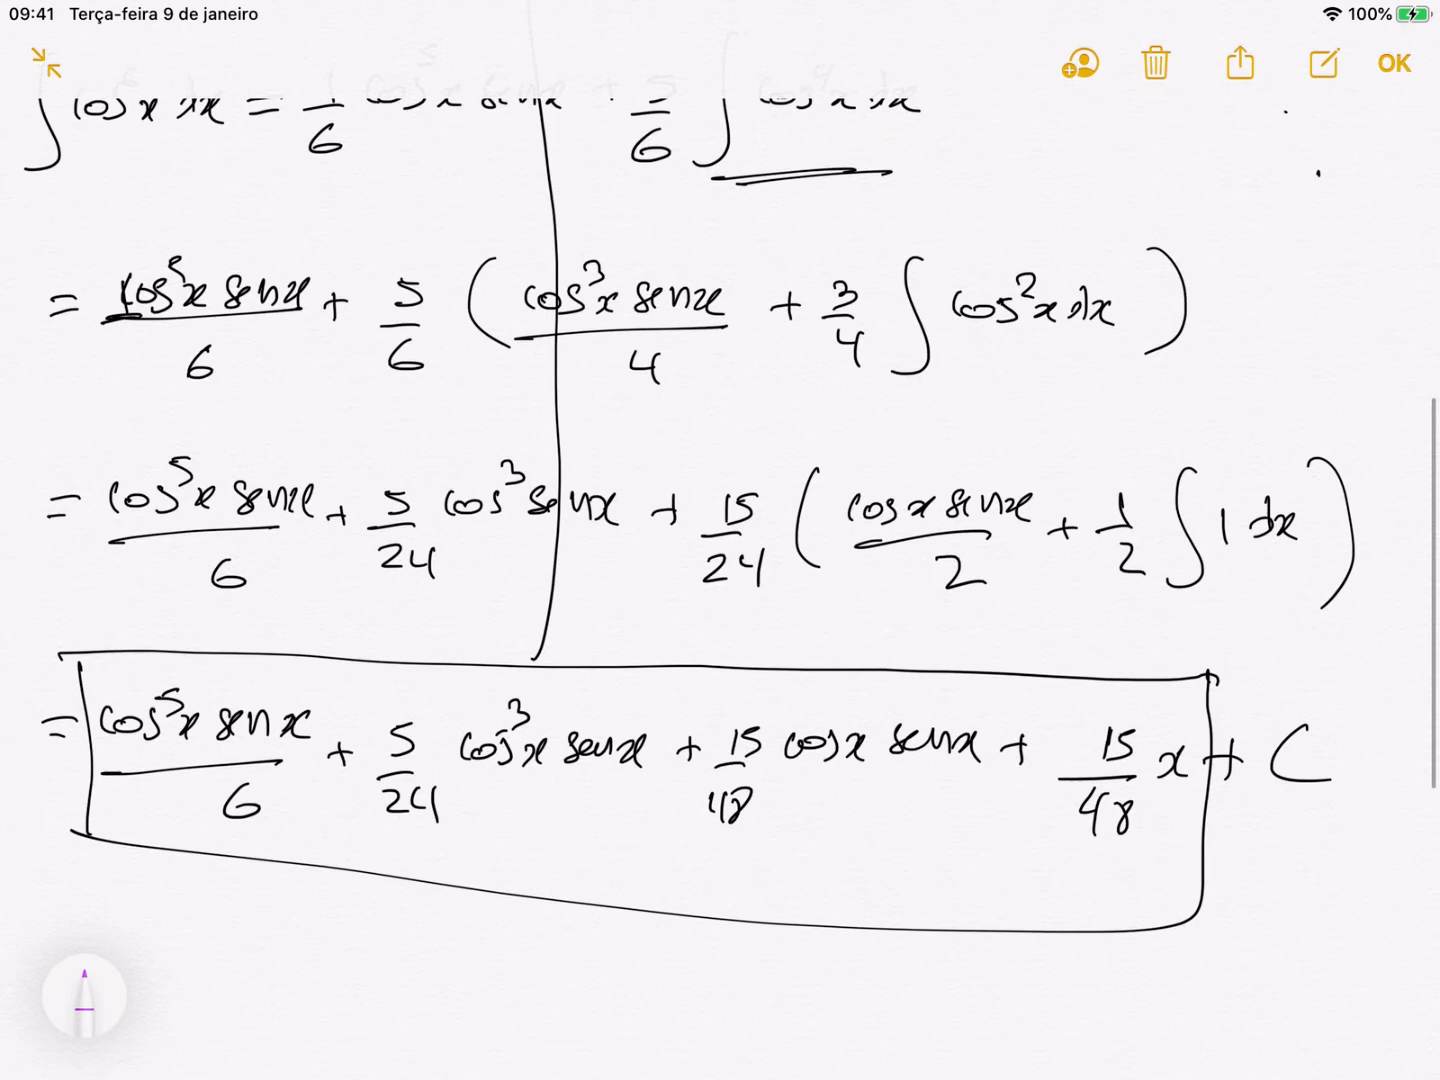 09:41 Terça-feira 9 de janeiro 100%
OK
∫ cos x dx = 1/6 cos⁵x senx + 5/6 ∫ cos⁴x dx
= cos⁵x senx/6 + 5/6 ( cos³x senx/4 + 3/4 ∫ cos²x dx )
= cos⁵x senx/6 + 5/24 cos³ senx + 15/24 ( cosx senx/2 + 1/2 ∫ 1 dx )
= cos⁵x senx/6 + 5/24 cos³x senx + 15/48 cosx senx + 15/48 x + C